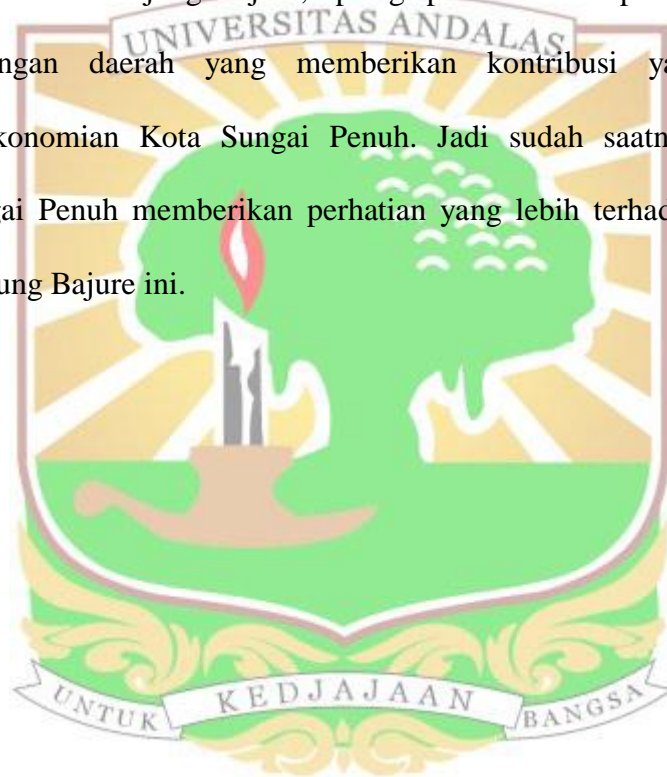 UNIVERSITAS ANDALAS
ngan daerah yang memberikan kontribusi ya
konomian Kota Sungai Penuh. Jadi sudah saatn
gai Penuh memberikan perhatian yang lebih terhad
ung Bajure ini.
UNTUK KEDJAJAAN BANGSA